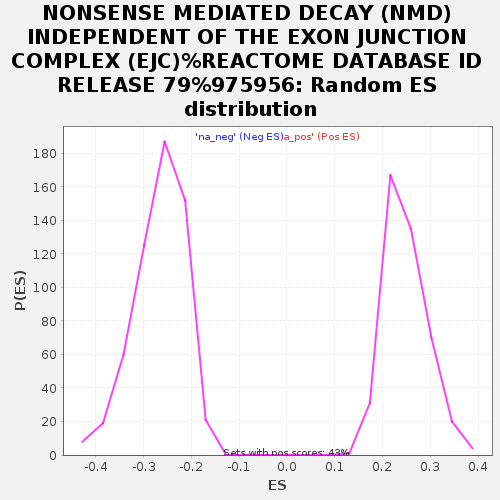 NONSENSE MEDIATED DECAY (NMD)
INDEPENDENT OF THE EXON JUNCTION
COMPLEX (EJC)%REACTOME DATABASE ID
RELEASE 79%975956: Random ES
distribution
'na_neg' (Neg ES)a_pos' (Pos ES)
P(ES)
180
160
140
120
100
80
60
40
20
0
Sets with pos scores: 43%
-0.4 -0.3 -0.2 -0.1 0.0 0.1 0.2 0.3 0.4
ES